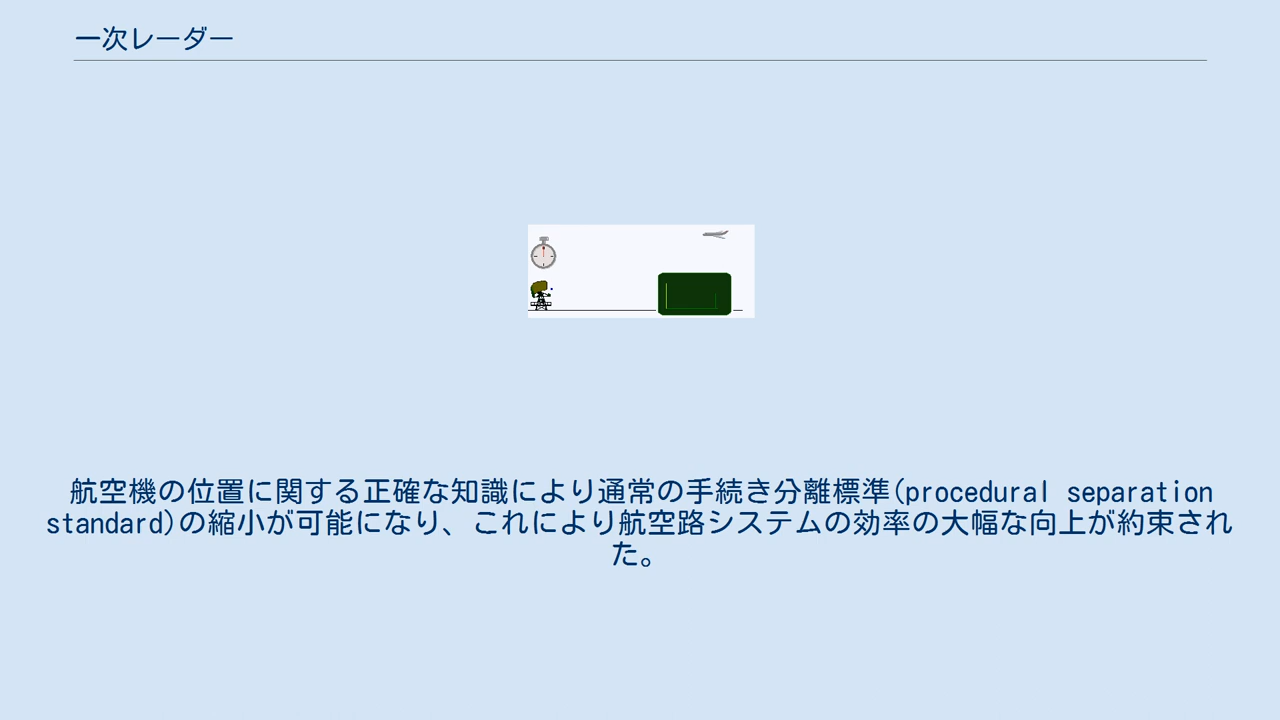 一次レーダー
航空機の位置に関する正確な知識により通常の手続き分離標準(procedural separation
standard)の縮小が可能になり、これにより航空路システムの効率の大幅な向上が約束され
た。